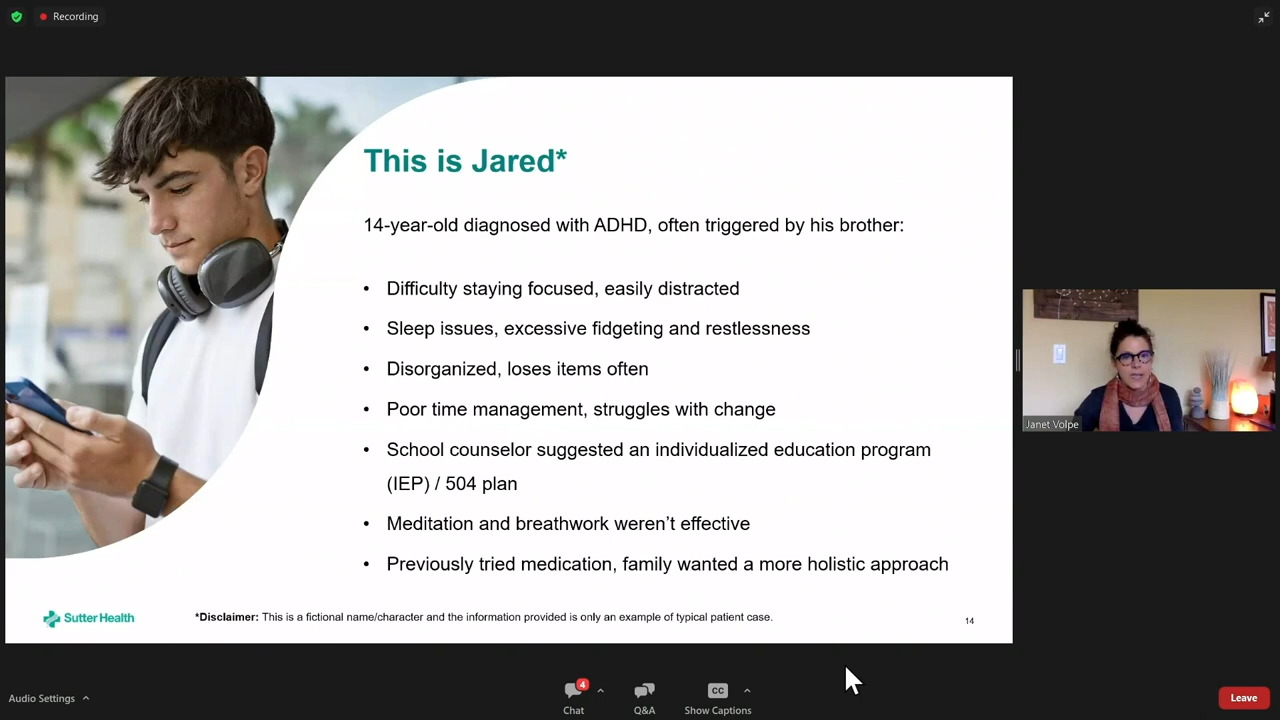 Recording
This is Jared*
14-year-old diagnosed with ADHD, often triggered by his brother:
• Difficulty staying focused, easily distracted
• Sleep issues, excessive fidgeting and restlessness
• Disorganized, loses items often
• Poor time management, struggles with change
• School counselor suggested an individualized education program
(IEP) / 504 plan
• Meditation and breathwork weren't effective
• Previously tried medication, family wanted a more holistic approach
Sutter Health
*Disclaimer: This is a fictional name/character and the information provided is only an example of typical patient case.
14
Janet Volpe
Audio Settings
4
Chat
Q&A
CC
Show Captions
Leave